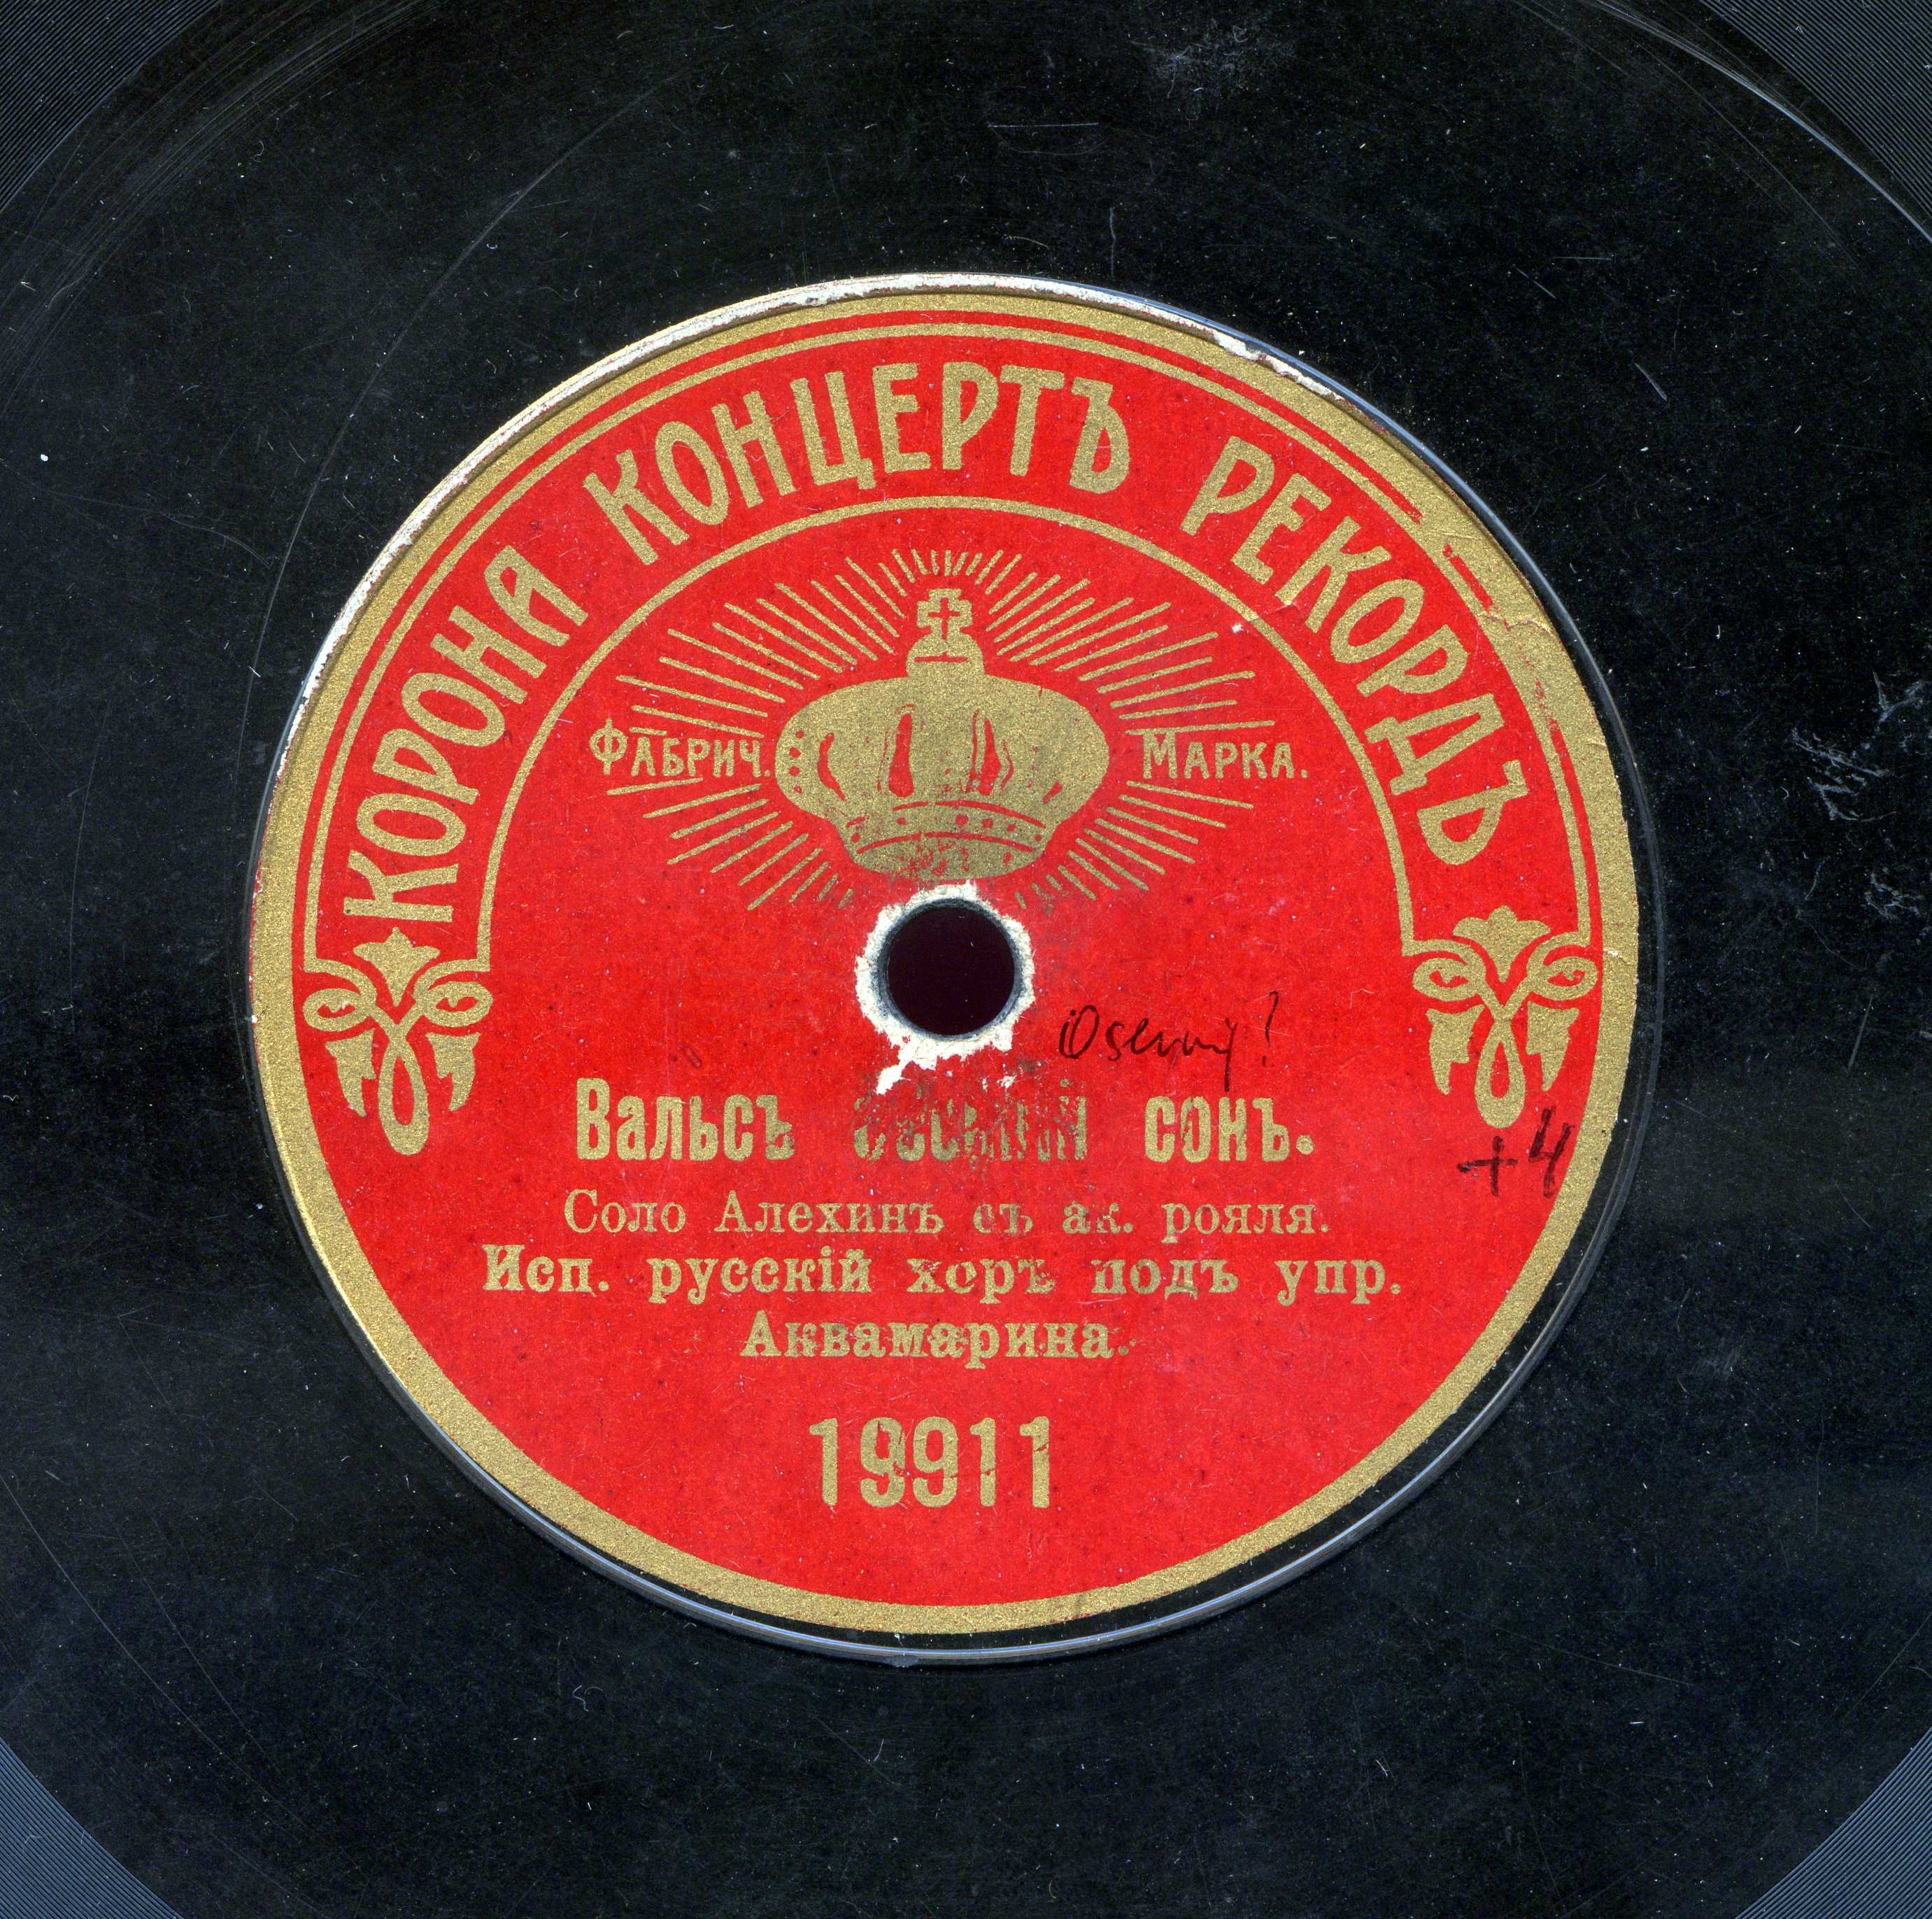 КОРОНА КОНЦЕРТЪ РЕКОРДЪ
ФАБРИЧ. МАРКА.
Вальсъ сонъ.
Соло Алехинъ съ ак. рояля.
Исп. русскій хоръ подъ упр.
Аквамарина.
19911
+4